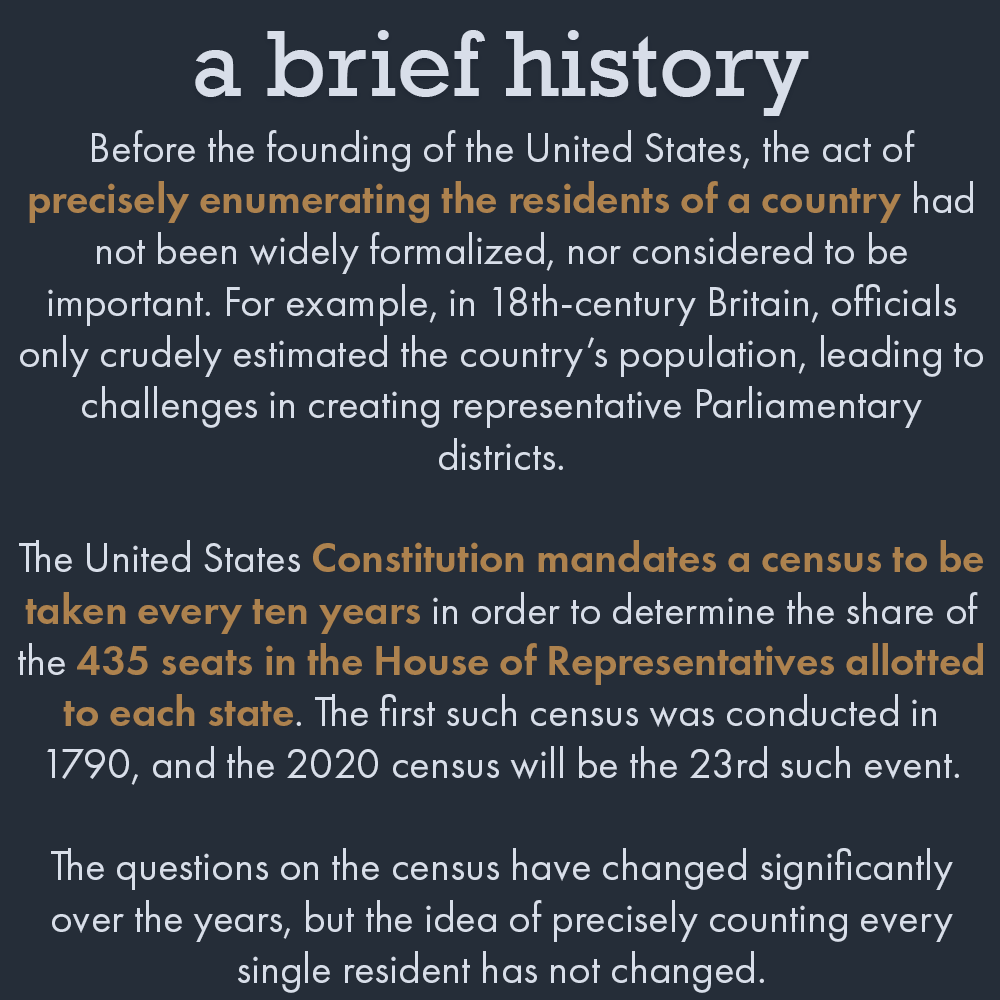 a brief history
Before the founding of the United States, the act of
precisely enumerating the residents of a country had
not been widely formalized, nor considered to be
important. For example, in 18th-century Britain, officials
only crudely estimated the country’s population, leading to
challenges in creating representative Parliamentary
districts.
The United States Constitution mandates a census to be
taken every ten years in order to determine the share of
the 435 seats in the House of Representatives allotted
to each state. The first such census was conducted in
1790, and the 2020 census will be the 23rd such event.
The questions on the census have changed significantly
over the years, but the idea of precisely counting every
single resident has not changed.